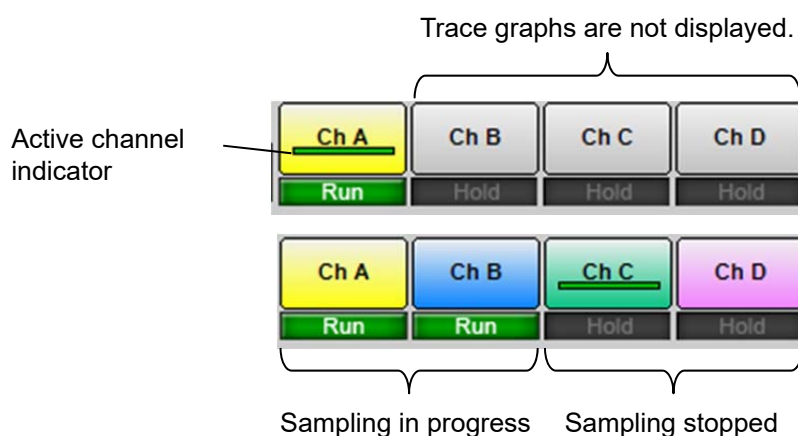 Trace graphs are not displayed.
Active channel
indicator
Ch A Ch B Ch C Ch D
Run Hold Hold Hold
Ch A Ch B Ch C Ch D
Run Run Hold Hold
Sampling in progress Sampling stopped